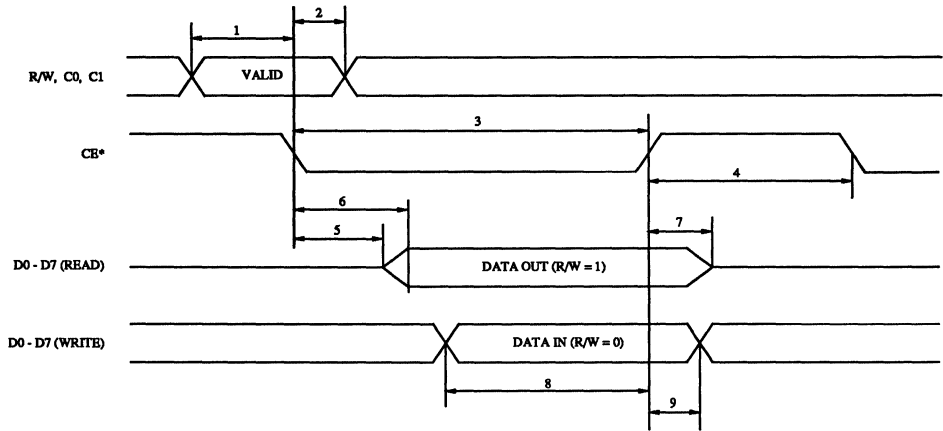 2
1
R/W, C0, C1
VALID
3
CE*
4
6
7
5
D0 - D7 (READ)
DATA OUT (R/W = 1)
D0 - D7 (WRITE)
DATA IN (R/W = 0)
8
9